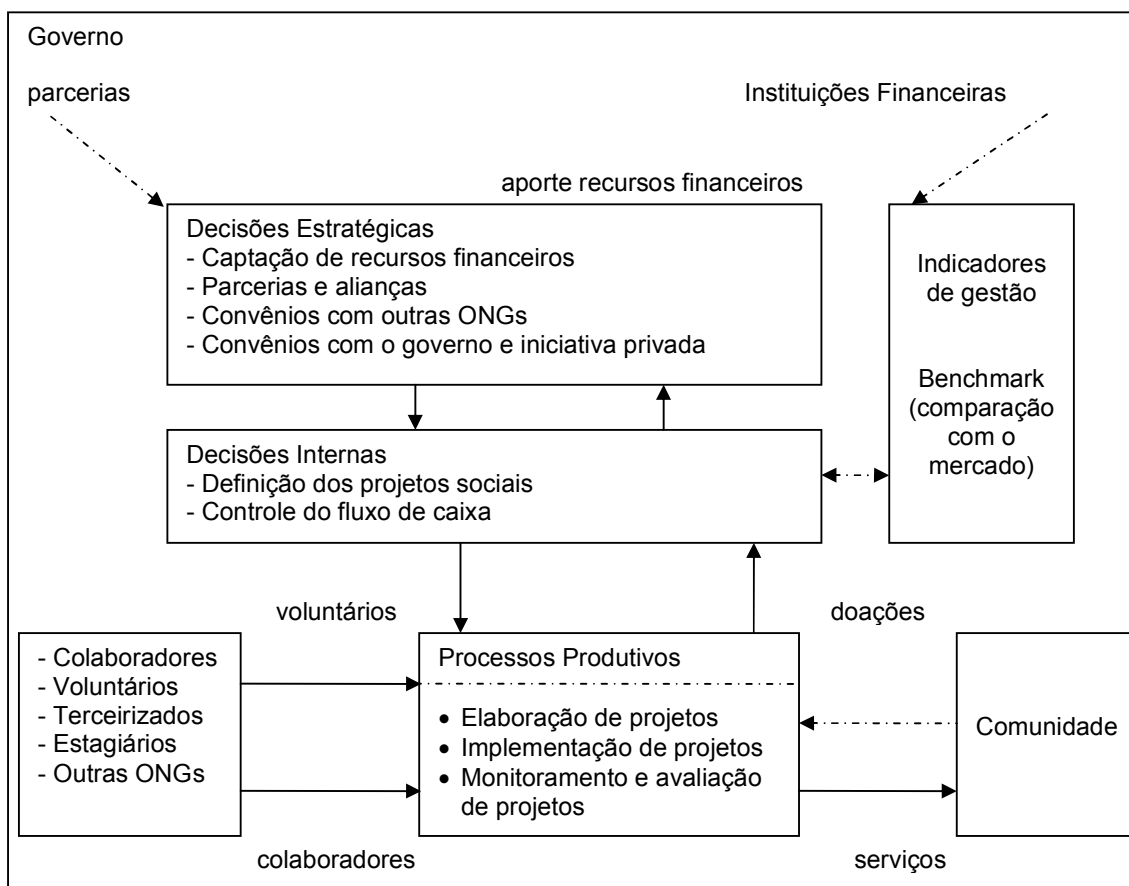 Governo
parcerias
Instituições Financeiras
aporte recursos financeiros
Decisões Estratégicas
- Captação de recursos financeiros
- Parcerias e alianças
- Convênios com outras ONGs
- Convênios com o governo e iniciativa privada
Indicadores
de gestão
Benchmark
(comparação
com o
mercado)
Decisões Internas
- Definição dos projetos sociais
- Controle do fluxo de caixa
voluntários
doações
- Colaboradores
- Voluntários
- Terceirizados
- Estagiários
- Outras ONGs
Processos Produtivos
• Elaboração de projetos
• Implementação de projetos
• Monitoramento e avaliação
de projetos
Comunidade
colaboradores
serviços